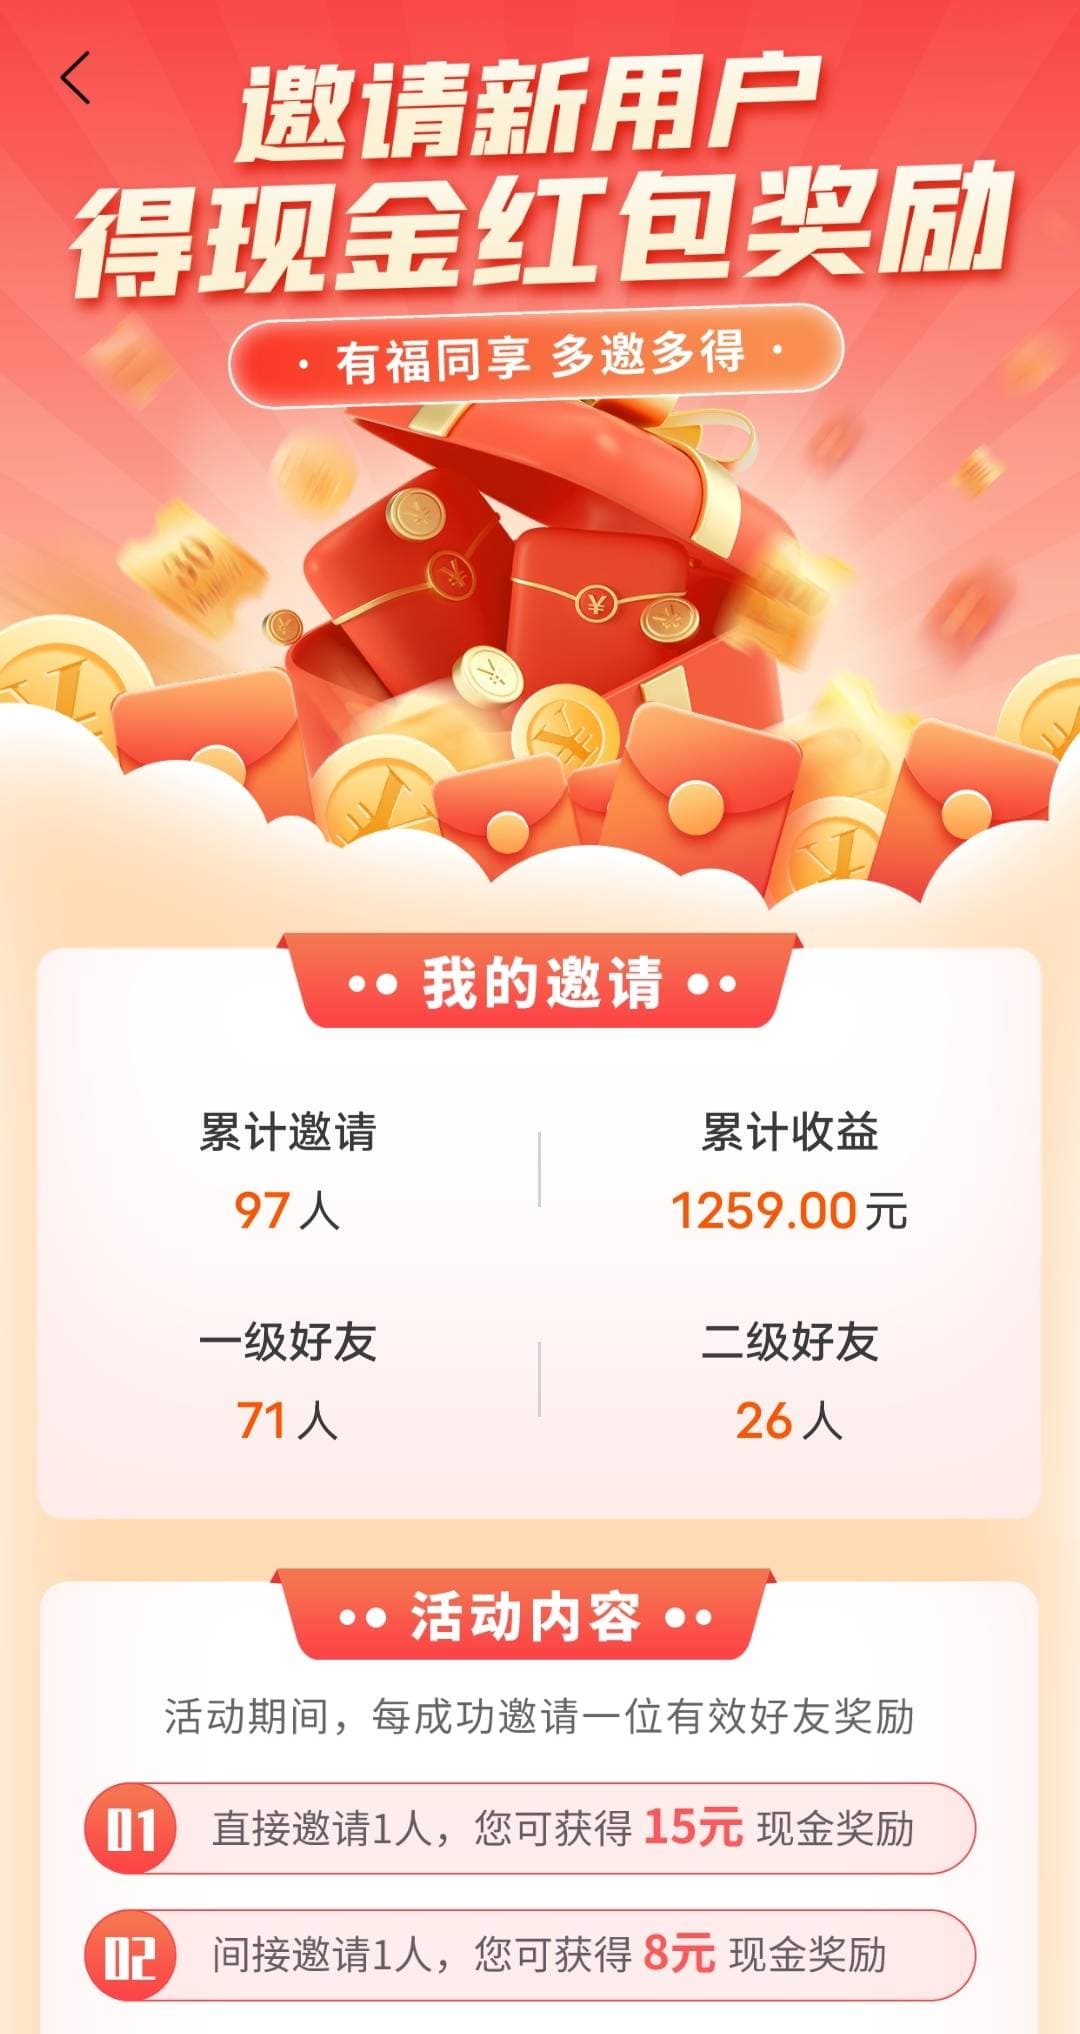 邀请新用户
得现金红包奖励
· 有福同享 多邀多得 ·
我的邀请
累计邀请
97人
累计收益
1259.00元
一级好友
71人
二级好友
26人
活动内容
活动期间，每成功邀请一位有效好友奖励
01 直接邀请1人，您可获得 15元 现金奖励
02 间接邀请1人，您可获得 8元 现金奖励